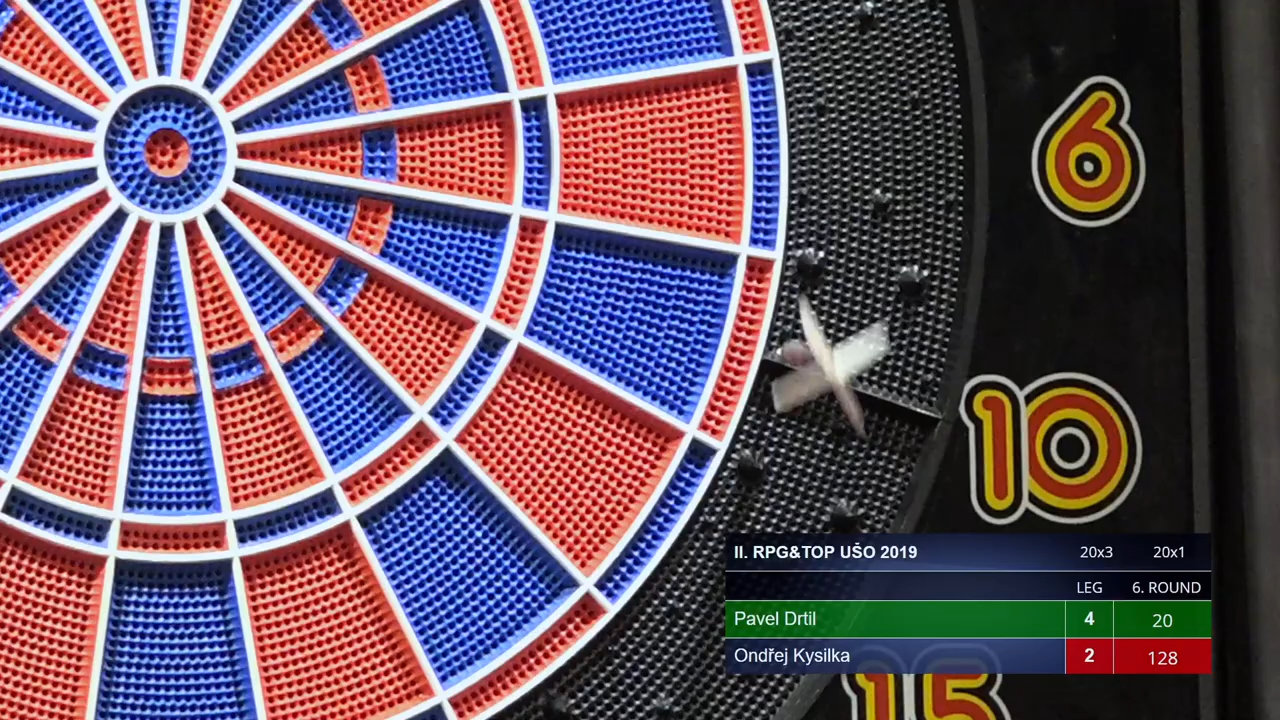 6
10
II. RPG&TOP UŠO 2019 20x3 20x1
LEG 6. ROUND
Pavel Drtil 4 20
Ondřej Kysilka 2 128
15